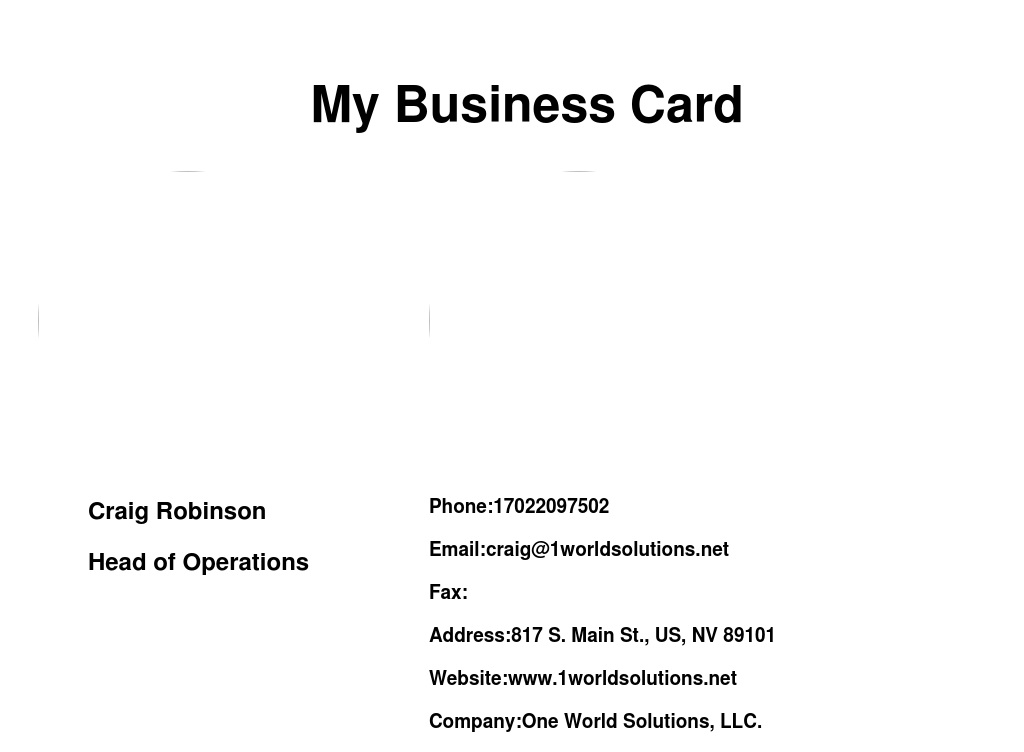 My Business Card
Craig Robinson
Head of Operations
Phone:17022097502
Email:craig@1worldsolutions.net
Fax:
Address:817 S. Main St., US, NV 89101
Website:www.1worldsolutions.net
Company:One World Solutions, LLC.